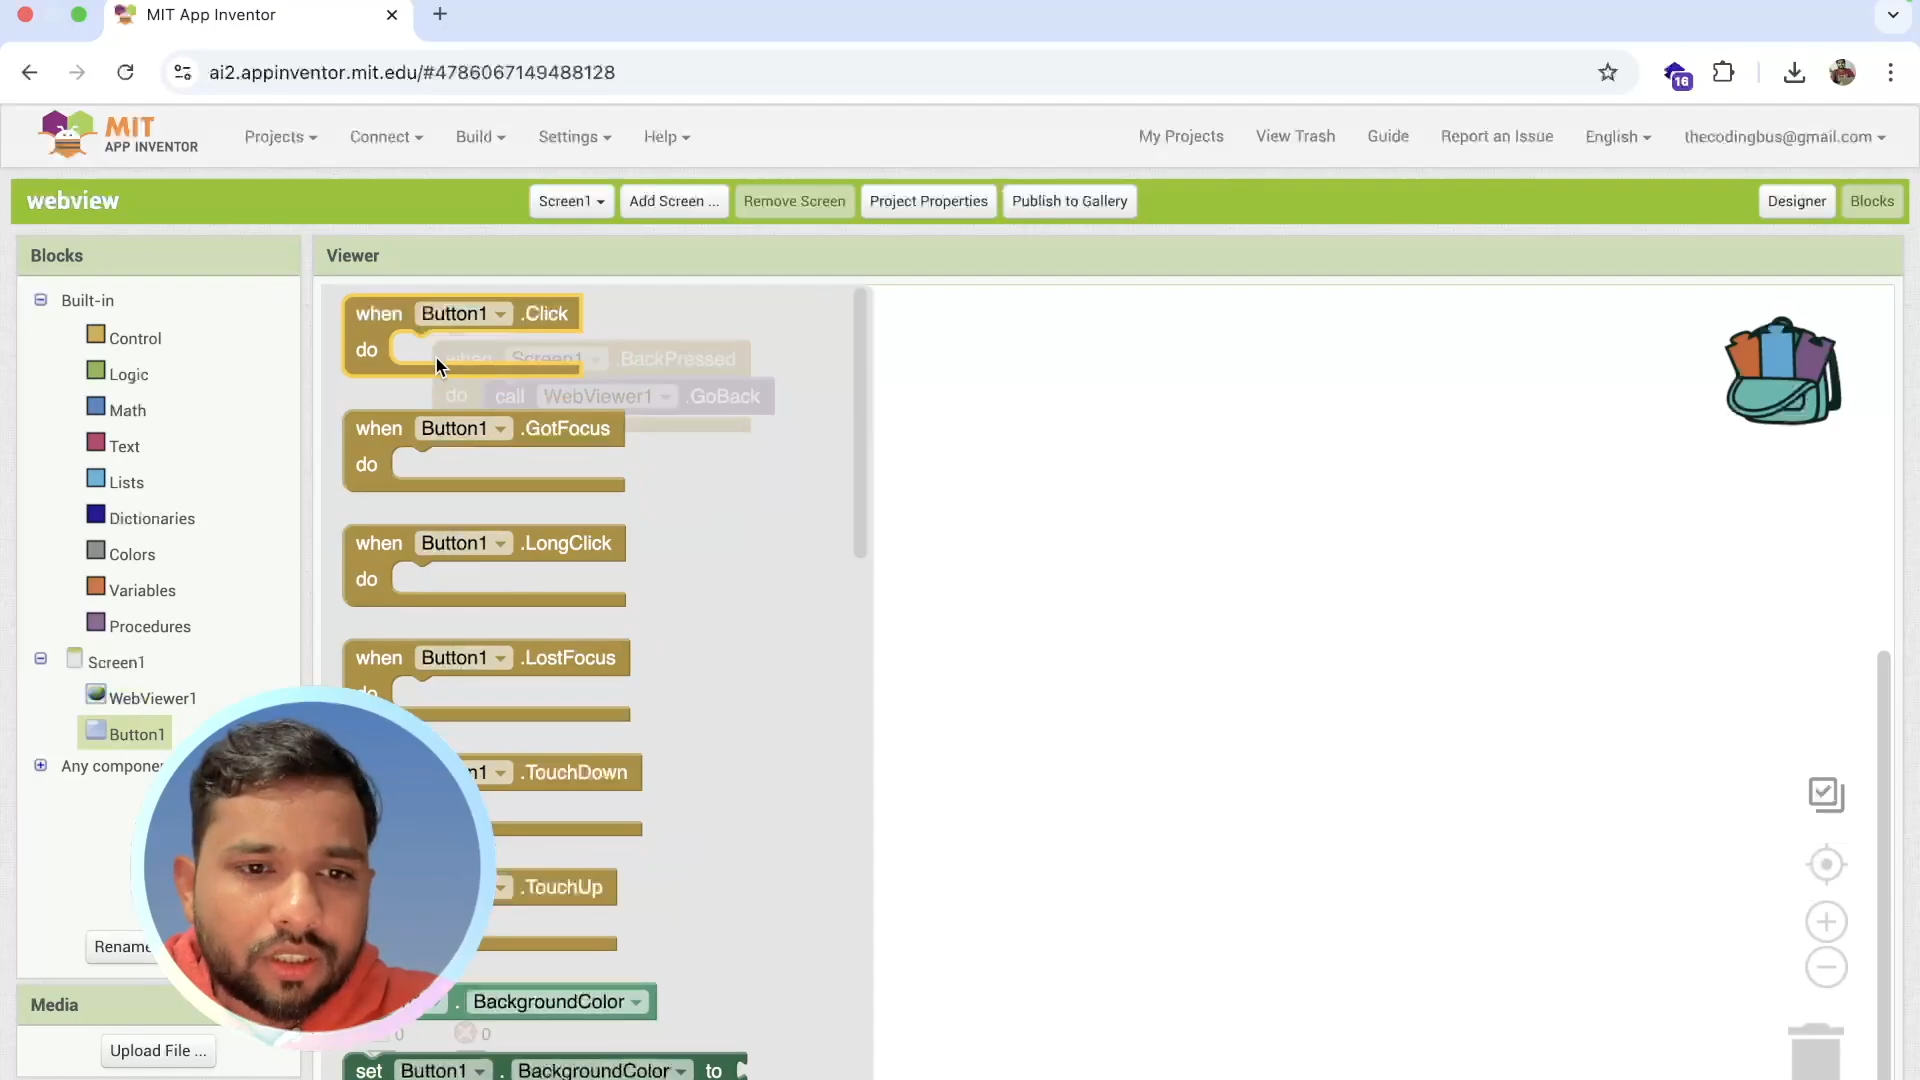 MIT App Inventor
ai2.appinventor.mit.edu/#4786067149488128
16
MIT
APP INVENTOR
Projects
Connect
Build
Settings
Help
My Projects
View Trash
Guide
Report an Issue
English
thecodingbus@gmail.com
webview
Screen1
Add Screen ...
Remove Screen
Project Properties
Publish to Gallery
Designer
Blocks
Blocks
Viewer
Built-in
Control
Logic
Math
Text
Lists
Dictionaries
Colors
Variables
Procedures
Screen1
WebViewer1
Button1
Rename
Media
Upload File ...
when Button1 .Click
do
when Screen1 .BackPressed
do call WebViewer1 .GoBack
when Button1 .GotFocus
do
when Button1 .LongClick
do
when Button1 .LostFocus
do
.TouchDown
.TouchUp
. BackgroundColor
0 0
set Button1 . BackgroundColor to